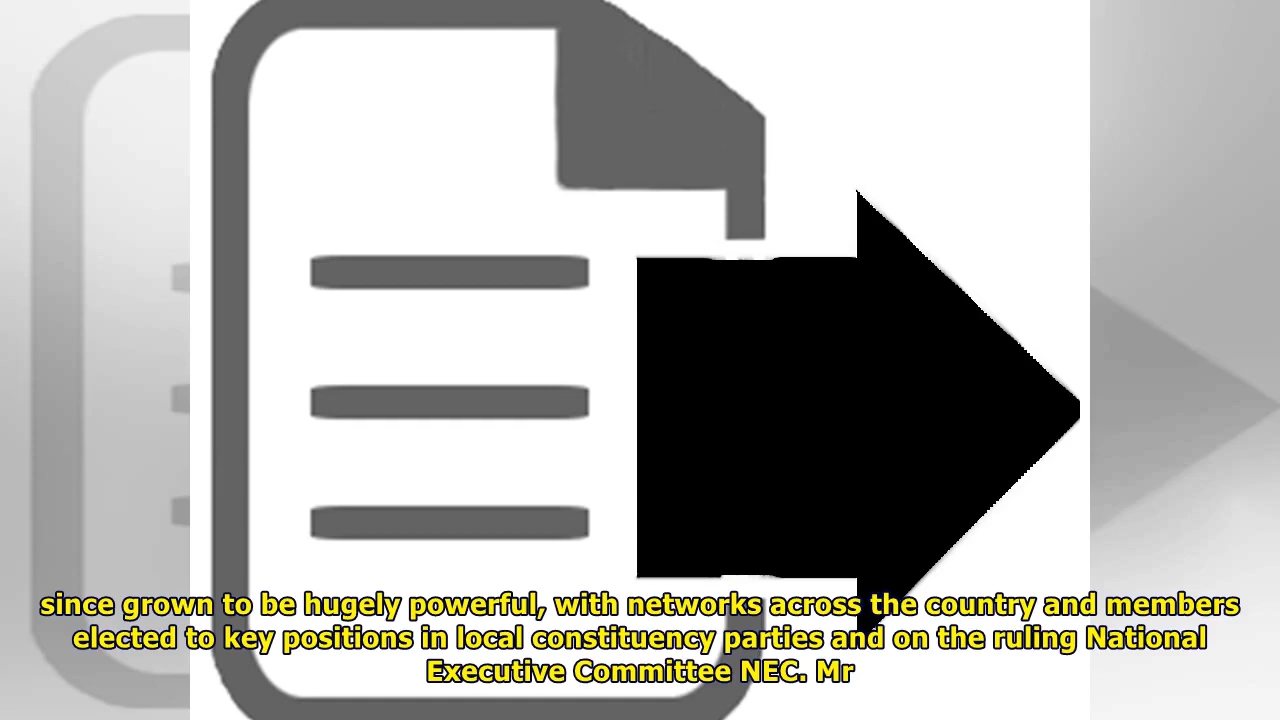 since grown to be hugely powerful, with networks across the country and members
elected to key positions in local constituency parties and on the ruling National
Executive Committee NEC. Mr